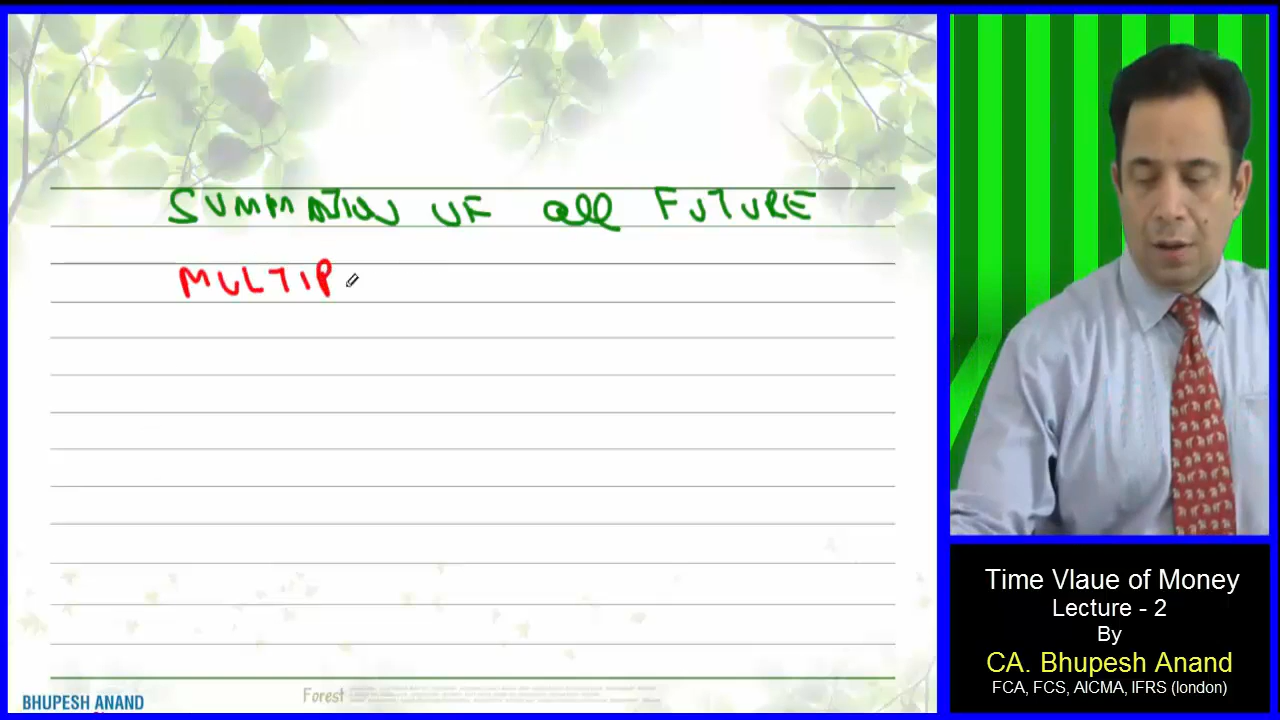 SUMMATION OF all FUTURE
MULTIP
Time Vlaue of Money
Lecture - 2
By
CA. Bhupesh Anand
FCA, FCS, AICMA, IFRS (london)
BHUPESH ANAND
Forest